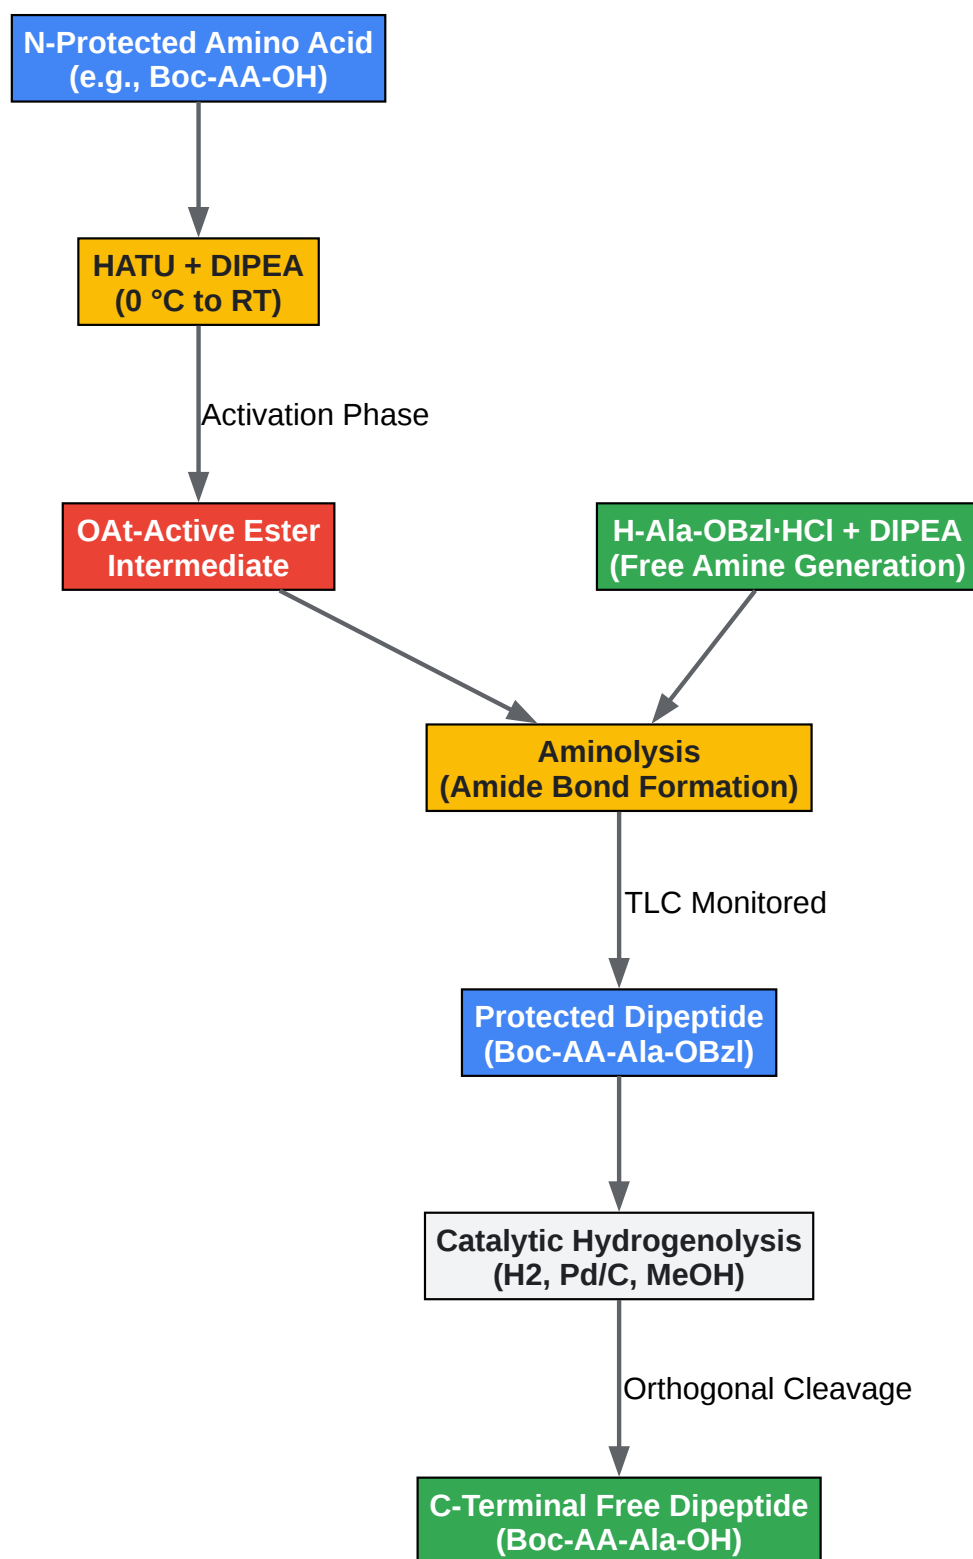 N-Protected Amino Acid
(e.g., Boc-AA-OH)
HATU + DIPEA
(0 °C to RT)
Activation Phase
OAt-Active Ester
Intermediate
H-Ala-OBzl·HCl + DIPEA
(Free Amine Generation)
Aminolysis
(Amide Bond Formation)
TLC Monitored
Protected Dipeptide
(Boc-AA-Ala-OBzl)
Catalytic Hydrogenolysis
(H2, Pd/C, MeOH)
Orthogonal Cleavage
C-Terminal Free Dipeptide
(Boc-AA-Ala-OH)